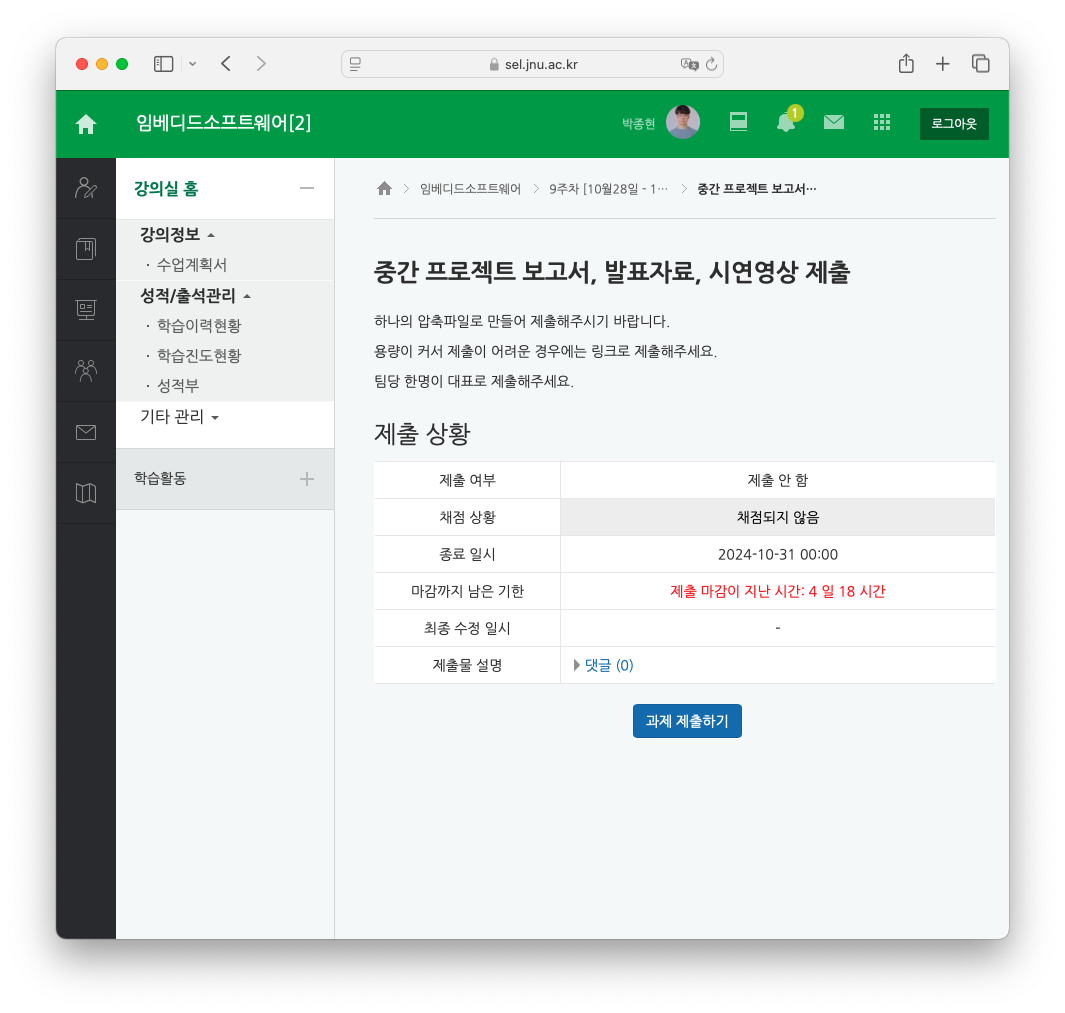 sel.jnu.ac.kr
임베디드소프트웨어[2]
박종현
1
로그아웃
강의실 홈
강의정보
· 수업계획서
성적/출석관리
· 학습이력현황
· 학습진도현황
· 성적부
기타 관리
학습활동
임베디드소프트웨어
9주차 [10월28일 - 1…
중간 프로젝트 보고서…
중간 프로젝트 보고서, 발표자료, 시연영상 제출
하나의 압축파일로 만들어 제출해주시기 바랍니다.
용량이 커서 제출이 어려운 경우에는 링크로 제출해주세요.
팀당 한명이 대표로 제출해주세요.
제출 상황
제출 여부 제출 안 함
채점 상황 채점되지 않음
종료 일시 2024-10-31 00:00
마감까지 남은 기한 제출 마감이 지난 시간: 4 일 18 시간
최종 수정 일시 -
제출물 설명 댓글 (0)
과제 제출하기